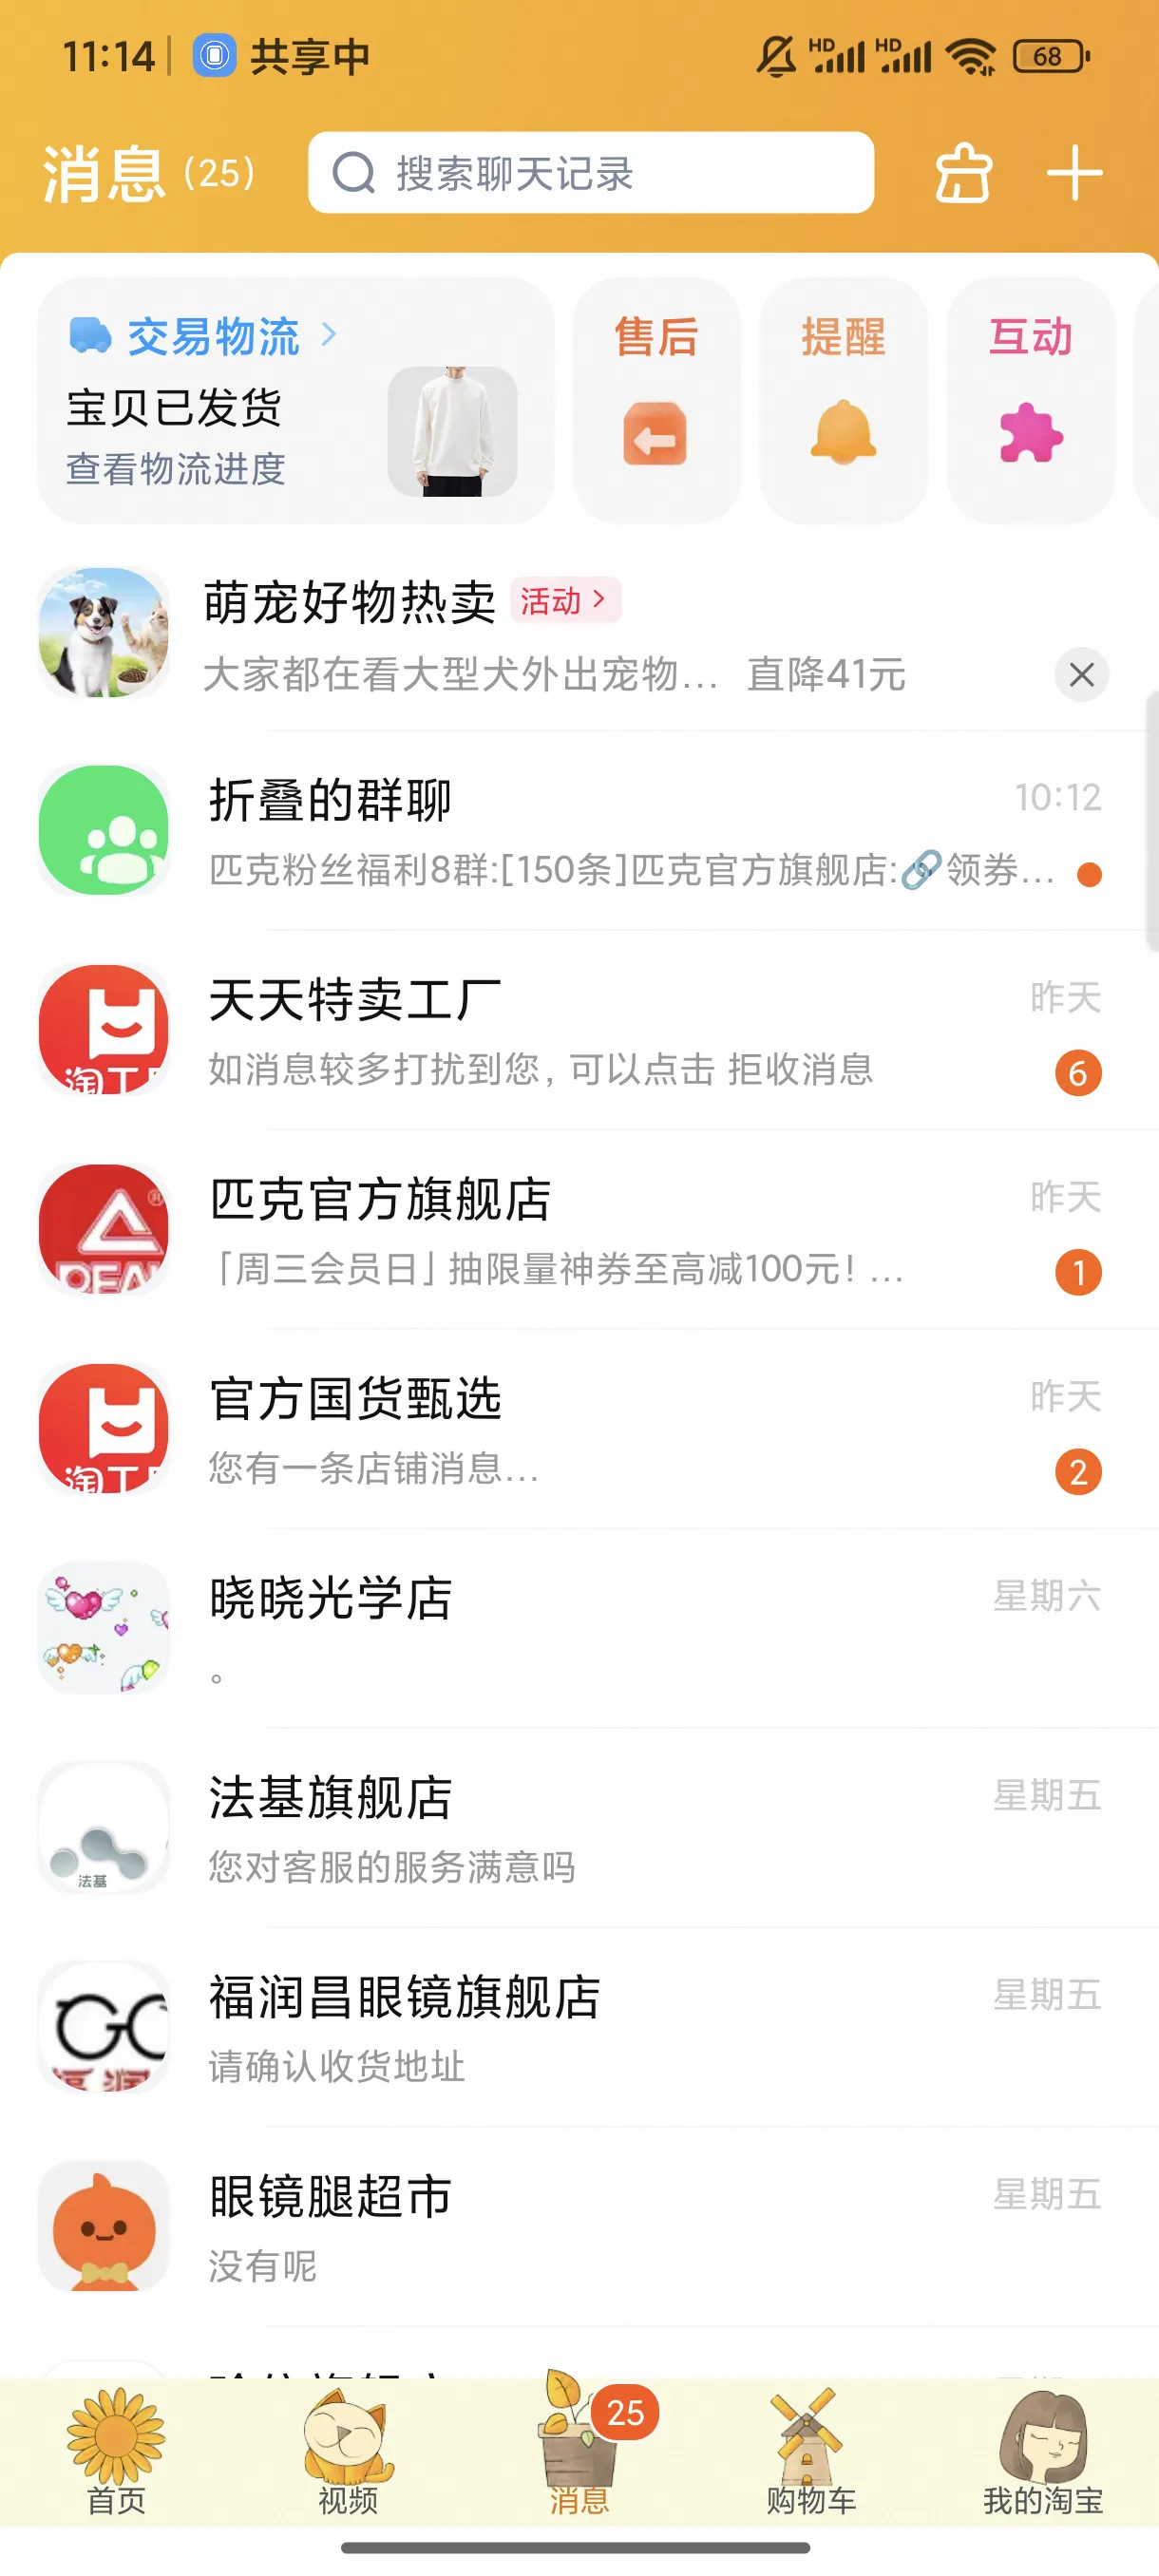 11:14
共享中
HD HD 68
消息 (25)
搜索聊天记录
交易物流
宝贝已发货
查看物流进度
售后
提醒
互动
萌宠好物热卖 活动
大家都在看大型犬外出宠物... 直降41元
折叠的群聊 10:12
匹克粉丝福利8群:[150条]匹克官方旗舰店:🔗领券...
天天特卖工厂 昨天
如消息较多打扰到您, 可以点击 拒收消息 6
匹克官方旗舰店 昨天
「周三会员日」抽限量神券至高减100元! ... 1
官方国货甄选 昨天
您有一条店铺消息... 2
晓晓光学店 星期六
。
法基
法基旗舰店 星期五
您对客服的服务满意吗
福润昌眼镜旗舰店 星期五
请确认收货地址
福润
眼镜腿超市 星期五
没有呢
25
首页 视频 消息 购物车 我的淘宝